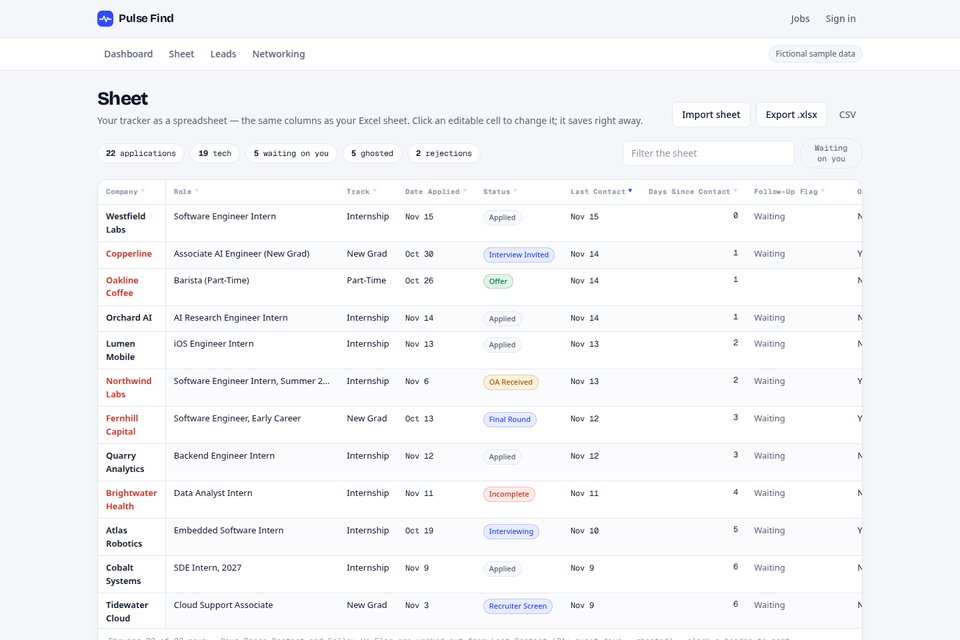 Pulse Find
Jobs Sign in
Dashboard Sheet Leads Networking Fictional sample data
Sheet
Your tracker as a spreadsheet — the same columns as your Excel sheet. Click an editable cell to change it; it saves right away.
Import sheet Export .xlsx CSV
22 applications 19 tech 5 waiting on you 5 ghosted 2 rejections
Filter the sheet
Waiting
on you
Company Role Track Date Applied Status Last Contact Days Since Contact Follow-Up Flag
Westfield Labs Software Engineer Intern Internship Nov 15 Applied Nov 15 0 Waiting N
Copperline Associate AI Engineer (New Grad) New Grad Oct 30 Interview Invited Nov 14 1 Waiting Y
Oakline Coffee Barista (Part-Time) Part-Time Oct 26 Offer Nov 14 1 N
Orchard AI AI Research Engineer Intern Internship Nov 14 Applied Nov 14 1 Waiting N
Lumen Mobile iOS Engineer Intern Internship Nov 13 Applied Nov 13 2 Waiting N
Northwind Labs Software Engineer Intern, Summer 2... Internship Nov 6 OA Received Nov 13 2 Waiting Y
Fernhill Capital Software Engineer, Early Career New Grad Oct 13 Final Round Nov 12 3 Waiting Y
Quarry Analytics Backend Engineer Intern Internship Nov 12 Applied Nov 12 3 Waiting N
Brightwater Health Data Analyst Intern Internship Nov 11 Incomplete Nov 11 4 Waiting N
Atlas Robotics Embedded Software Intern Internship Oct 19 Interviewing Nov 10 5 Waiting Y
Cobalt Systems SDE Intern, 2027 Internship Nov 9 Applied Nov 9 6 Waiting N
Tidewater Cloud Cloud Support Associate New Grad Nov 3 Recruiter Screen Nov 9 6 Waiting N